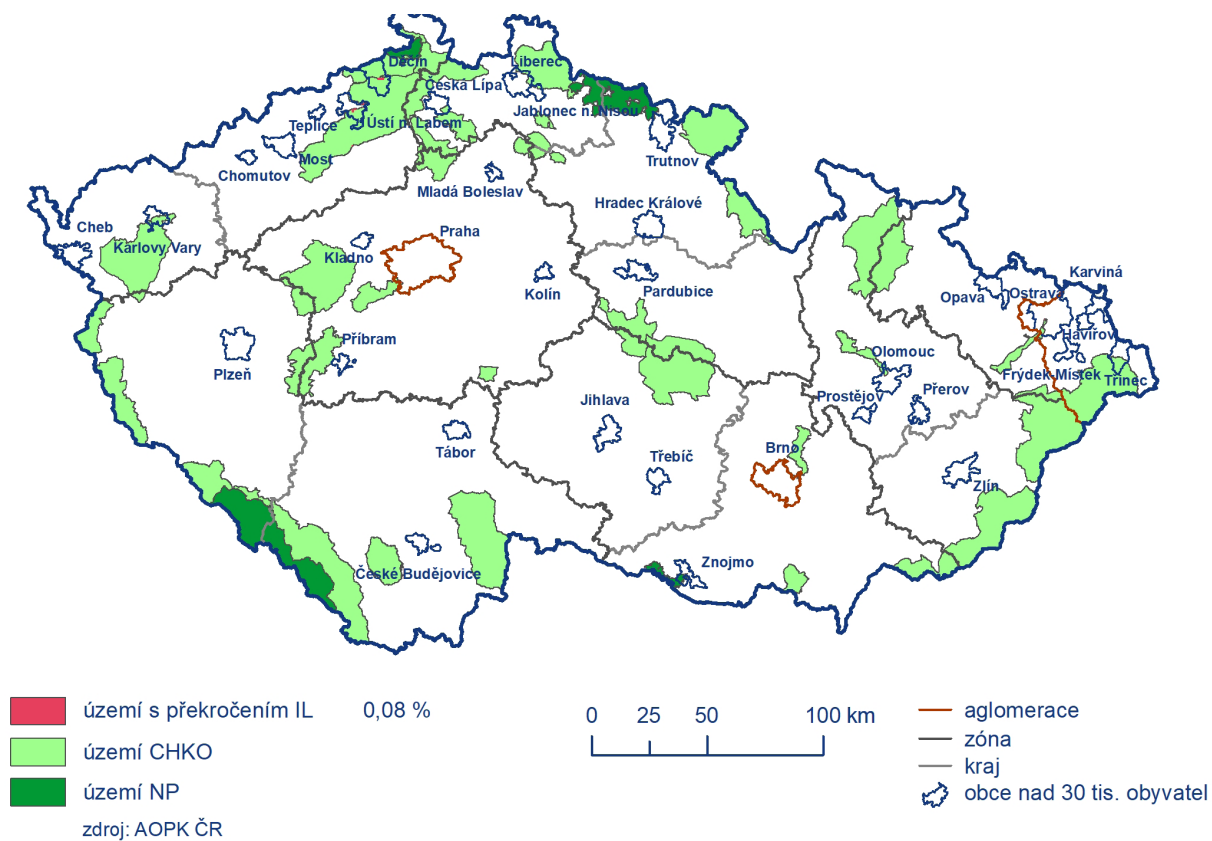 Děčín
Liberec
Česká Lípa
Jablonec n. Nisou
Teplice
Ústí n. Labem
Most
Chomutov
Trutnov
Mladá Boleslav
Hradec Králové
Cheb
Karlovy Vary
Praha
Kladno
Kolín
Pardubice
Karviná
Opava
Ostrava
Havířov
Příbram
Plzeň
Olomouc
Frýdek Místek
Třinec
Prostějov
Přerov
Jihlava
Tábor
Třebíč
Brno
Zlín
České Budějovice
Znojmo
území s překročením IL 0,08 %
území CHKO
území NP
zdroj: AOPK ČR
0 25 50 100 km
aglomerace
zóna
kraj
obce nad 30 tis. obyvatel